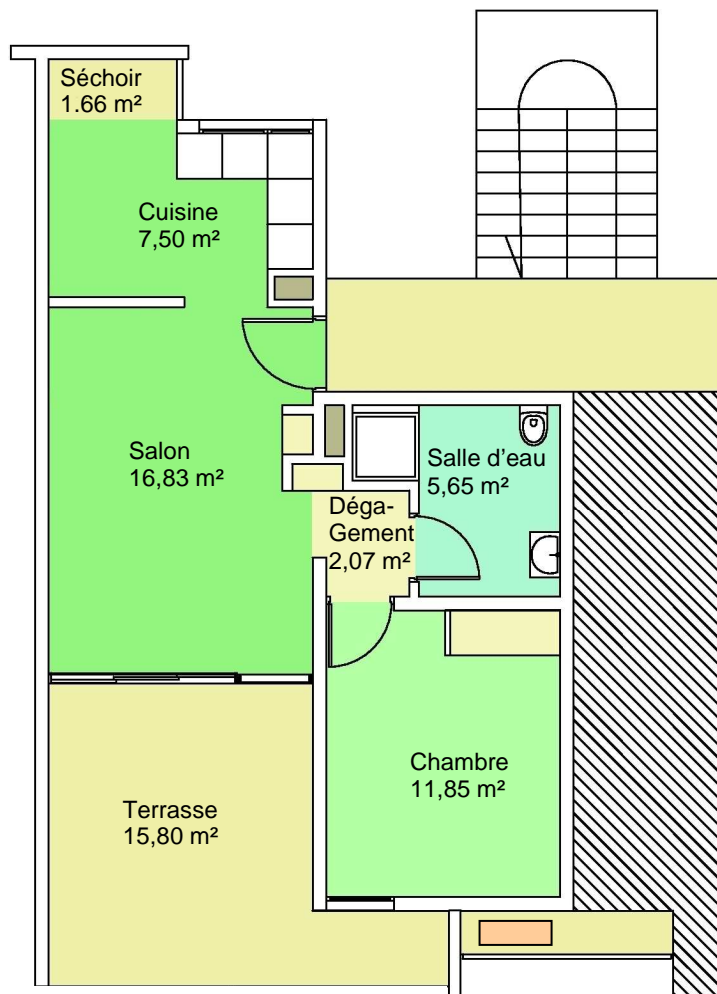 Séchoir
1.66 m²
Cuisine
7,50 m²
Salon
16,83 m²
Salle d’eau
5,65 m²
Déga-
Gement
2,07 m²
Chambre
11,85 m²
Terrasse
15,80 m²